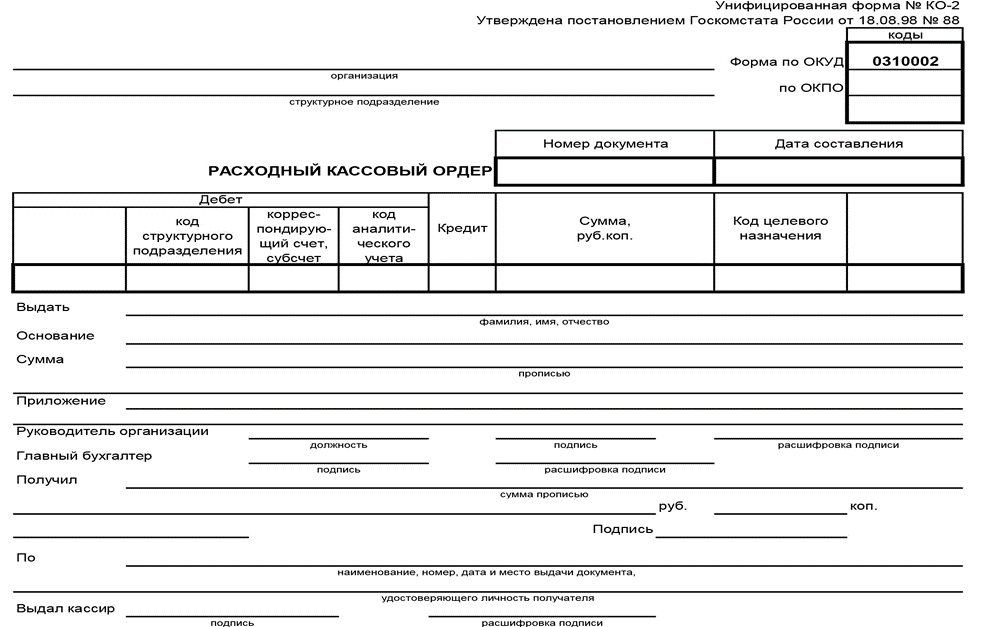 Унифицированная форма № КО-2
Утверждена постановлением Госкомстата России от 18.08.98 № 88
коды
Форма по ОКУД 0310002
организация
по ОКПО
структурное подразделение
Номер документа Дата составления
РАСХОДНЫЙ КАССОВЫЙ ОРДЕР
Дебет
код
структурного
подразделения
коррес-
пондирую-
щий счет,
субсчет
код
аналити-
ческого
учета
Кредит
Сумма,
руб.коп.
Код целевого
назначения
Выдать
фамилия, имя, отчество
Основание
Сумма
прописью
Приложение
Руководитель организации
должность подпись расшифровка подписи
Главный бухгалтер
подпись расшифровка подписи
Получил
сумма прописью
руб. коп.
Подпись
По
наименование, номер, дата и место выдачи документа,
удостоверяющего личность получателя
Выдал кассир
подпись расшифровка подписи